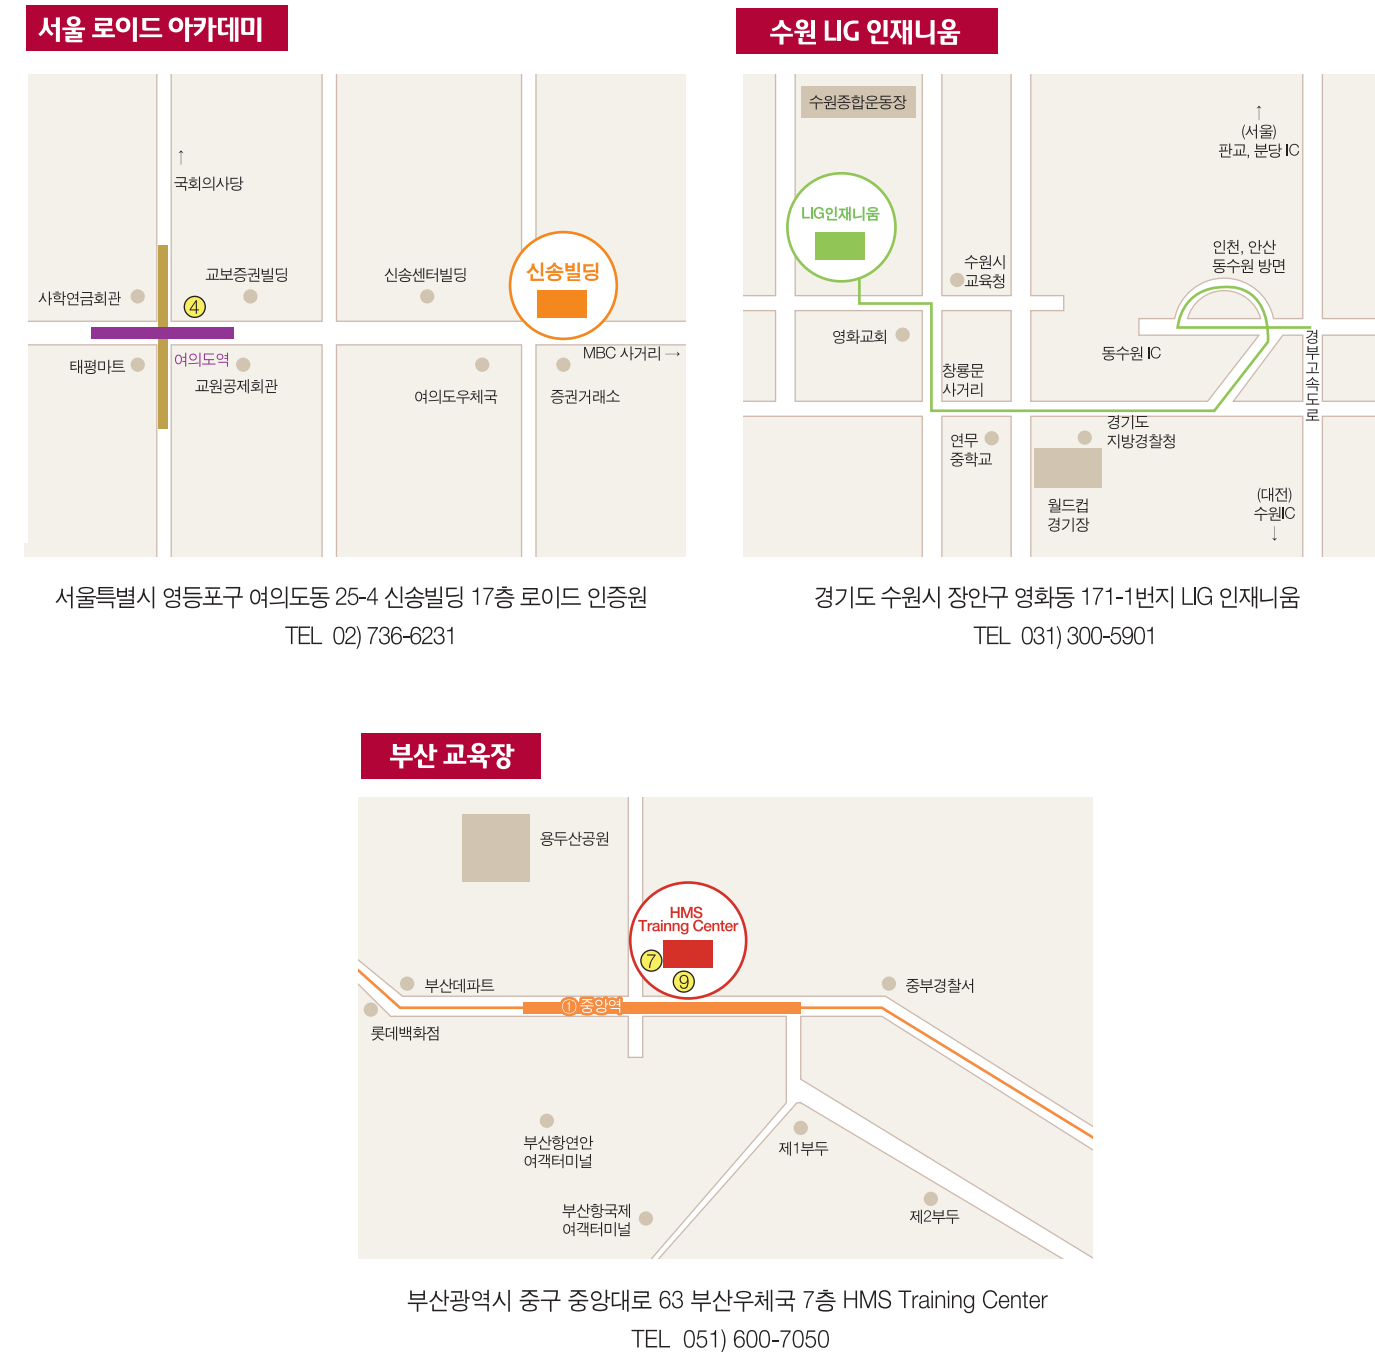 서울 로이드 아카데미
↑
국회의사당
사학연금회관
교보증권빌딩
④
신송센터빌딩
신송빌딩
태평마트
여의도역
교원공제회관
여의도우체국
증권거래소
MBC 사거리 →
서울특별시 영등포구 여의도동 25-4 신송빌딩 17층 로이드 인증원
TEL 02) 736-6231
수원 LIG 인재니움
수원종합운동장
↑
(서울)
판교, 분당 IC
LIG인재니움
수원시
교육청
인천, 안산
동수원 방면
영화교회
동수원 IC
경부고속도로
창룡문
사거리
연무
중학교
경기도
지방경찰청
월드컵
경기장
(대전)
수원IC
↓
경기도 수원시 장안구 영화동 171-1번지 LIG 인재니움
TEL 031) 300-5901
부산 교육장
용두산공원
HMS
Trainng Center
⑦
⑨
부산데파트
① 중앙역
중부경찰서
롯데백화점
부산항연안
여객터미널
제1부두
부산항국제
여객터미널
제2부두
부산광역시 중구 중앙대로 63 부산우체국 7층 HMS Training Center
TEL 051) 600-7050